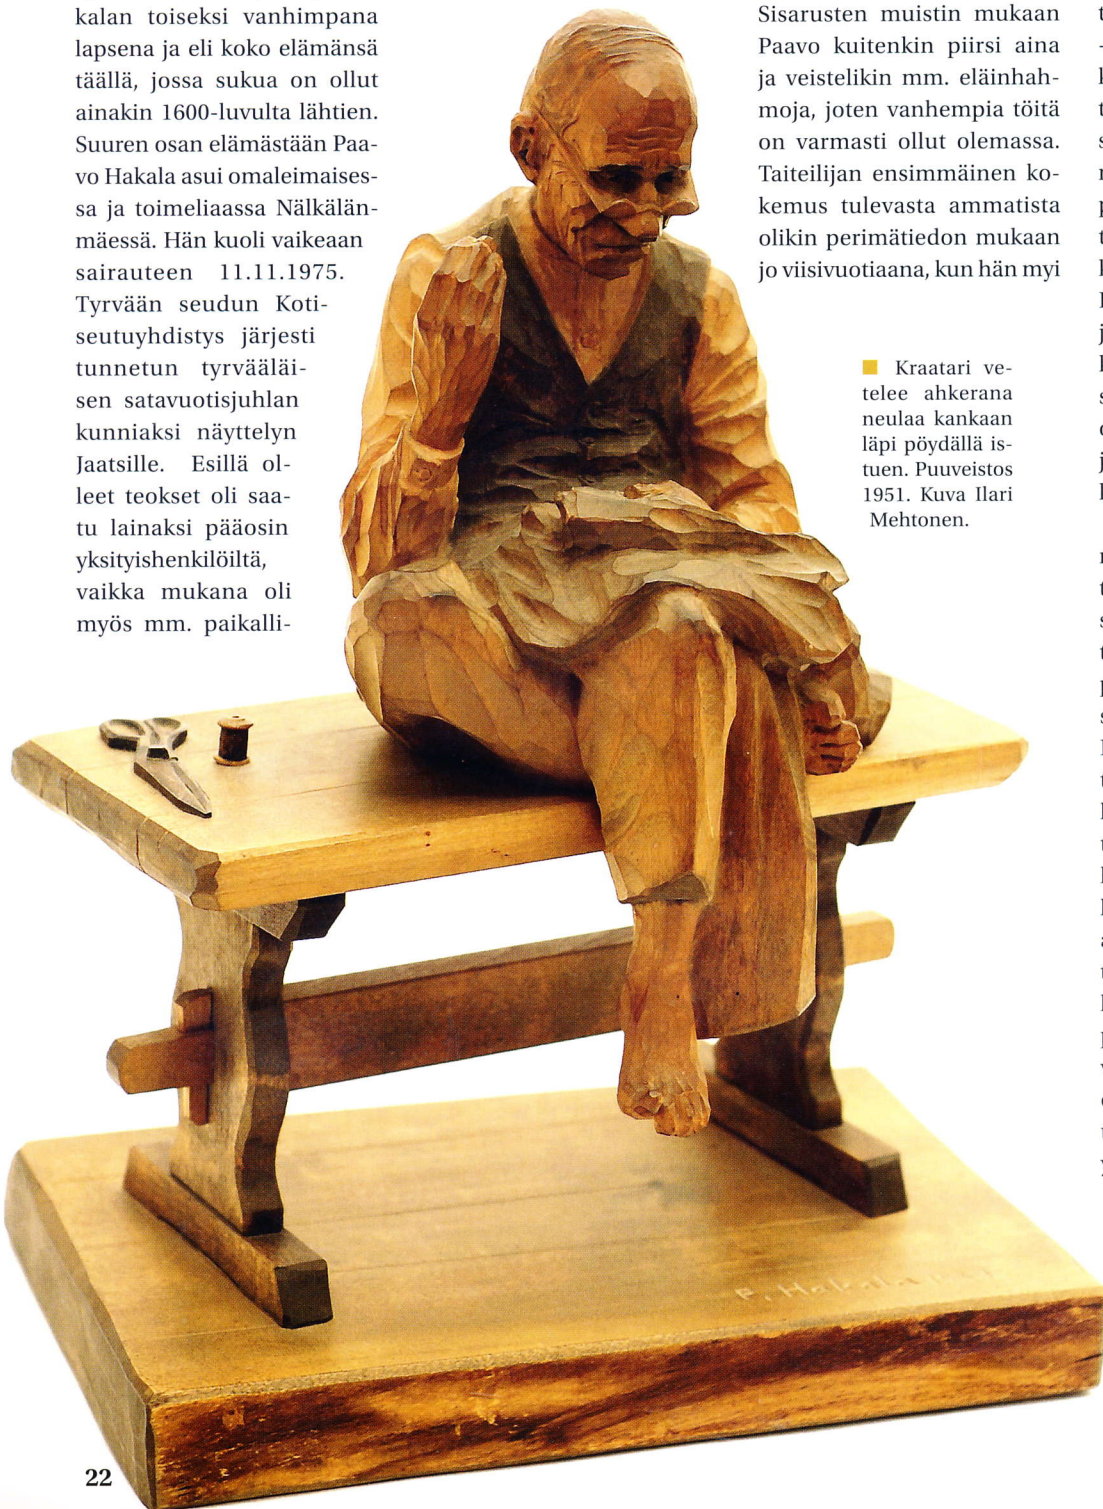 kalan toiseksi vanhimpana
lapsena ja eli koko elämänsä
täällä, jossa sukua on ollut
ainakin 1600-luvulta lähtien.
Suuren osan elämästään Paa-
vo Hakala asui omaleimaises-
sa ja toimeliaassa Nälkälän-
mäessä. Hän kuoli vaikeaan
sairauteen 11.11.1975.
Tyrvään seudun Koti-
seutuyhdistys järjesti
tunnetun tyrvääläi-
sen satavuotisjuhlan
kunniaksi näyttelyn
Jaatsille. Esillä ol-
leet teokset oli saa-
tu lainaksi pääosin
yksityishenkilöiltä,
vaikka mukana oli
myös mm. paikalli-
Sisarusten muistin mukaan
Paavo kuitenkin piirsi aina
ja veistelikin mm. eläinhah-
moja, joten vanhempia töitä
on varmasti ollut olemassa.
Taiteilijan ensimmäinen ko-
kemus tulevasta ammatista
olikin perimätiedon mukaan
jo viisivuotiaana, kun hän myi
Kraatari ve-
telee ahkerana
neulaa kankaan
läpi pöydällä is-
tuen. Puuveistos
1951. Kuva Ilari
Mehtonen.
P. Hakala
22